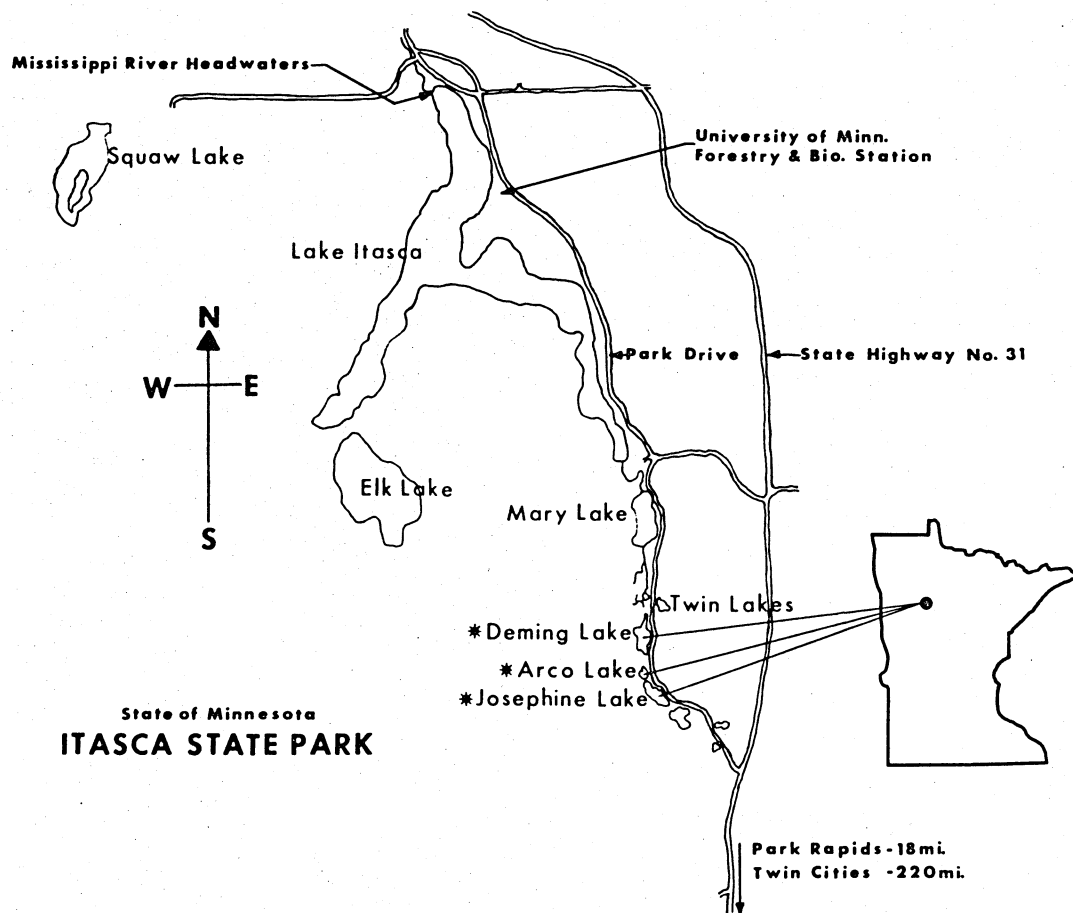 Mississippi River Headwaters
Squaw Lake
University of Minn.
Forestry & Bio. Station
Lake Itasca
N
W E
S
Park Drive
State Highway No. 31
Elk Lake
Mary Lake
Twin Lakes
*Deming Lake
*Arco Lake
*Josephine Lake
State of Minnesota
ITASCA STATE PARK
Park Rapids-18mi.
Twin Cities -220mi.